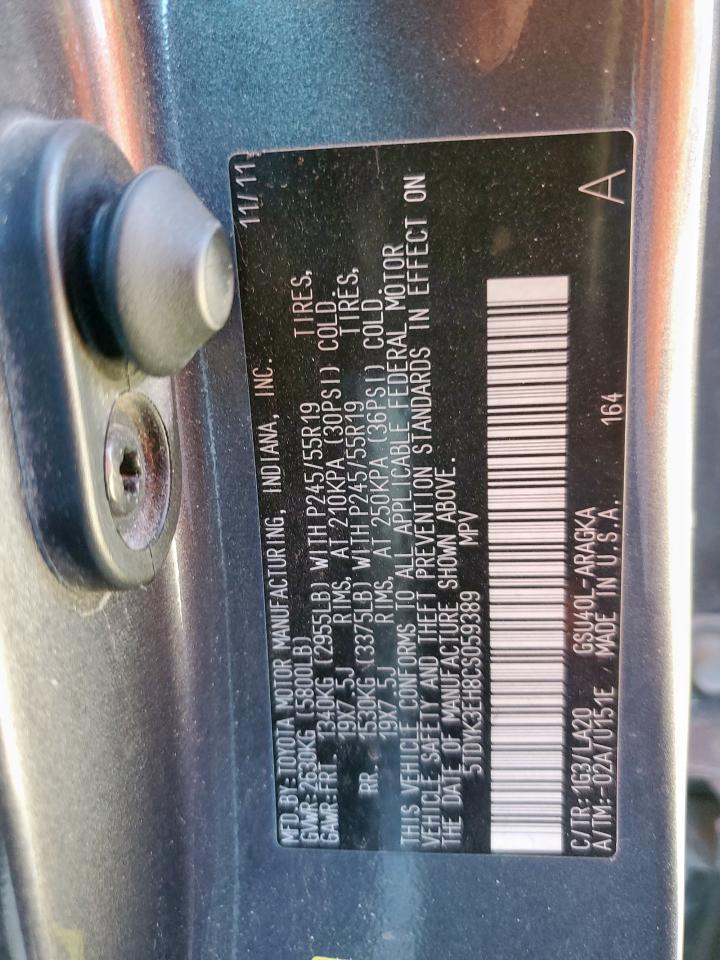 MFD. BY: TOYOTA MOTOR MANUFACTURING, INDIANA, INC. 11/11
GVWR: 2630KG (5800LB)
GAWR: FRT. 1340KG (2955LB) WITH P245/55R19 TIRES,
19X7.5J RIMS, AT 210KPA (30PSI) COLD.
RR. 1530KG (3375LB) WITH P245/55R19 TIRES,
19X7.5J RIMS, AT 250KPA (36PSI) COLD.
THIS VEHICLE CONFORMS TO ALL APPLICABLE FEDERAL MOTOR
VEHICLE SAFETY AND THEFT PREVENTION STANDARDS IN EFFECT ON
THE DATE OF MANUFACTURE SHOWN ABOVE.
5TDYK3EH8CS059389 MPV
C/TR: 1G3/LA20 GSU40L-ARAGKA 164 A
A/TM: -02A/U151E MADE IN U.S.A.